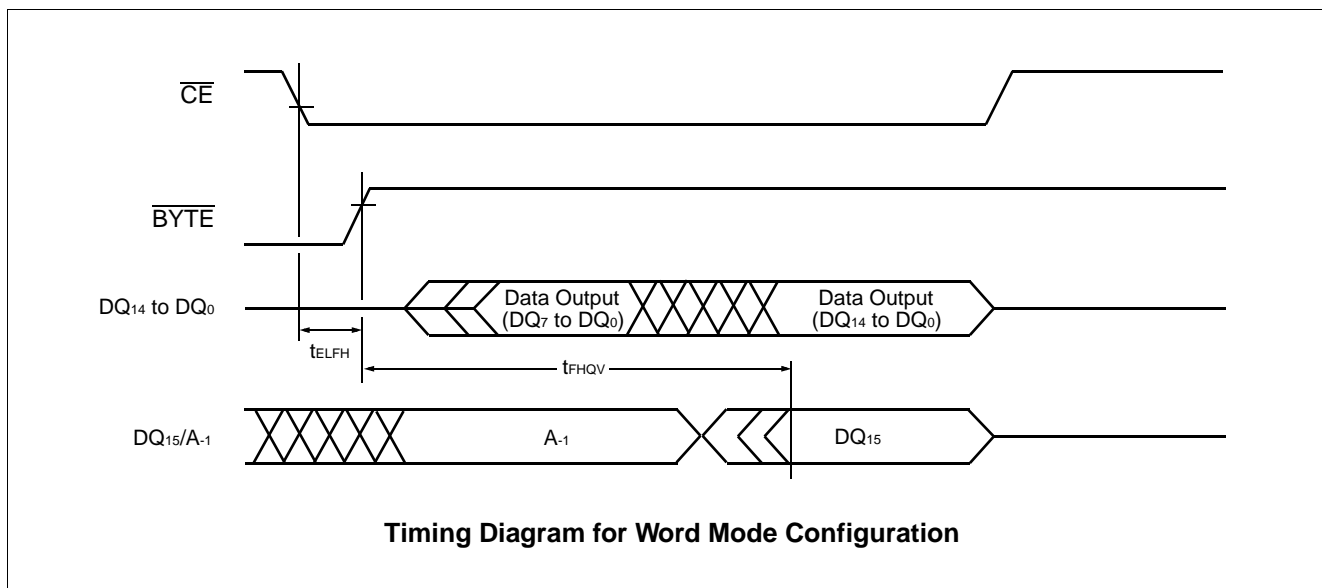 CE
BYTE
DQ14 to DQ0
Data Output
(DQ7 to DQ0)
Data Output
(DQ14 to DQ0)
tELFH
tFHQV
DQ15/A-1
A-1
DQ15
Timing Diagram for Word Mode Configuration